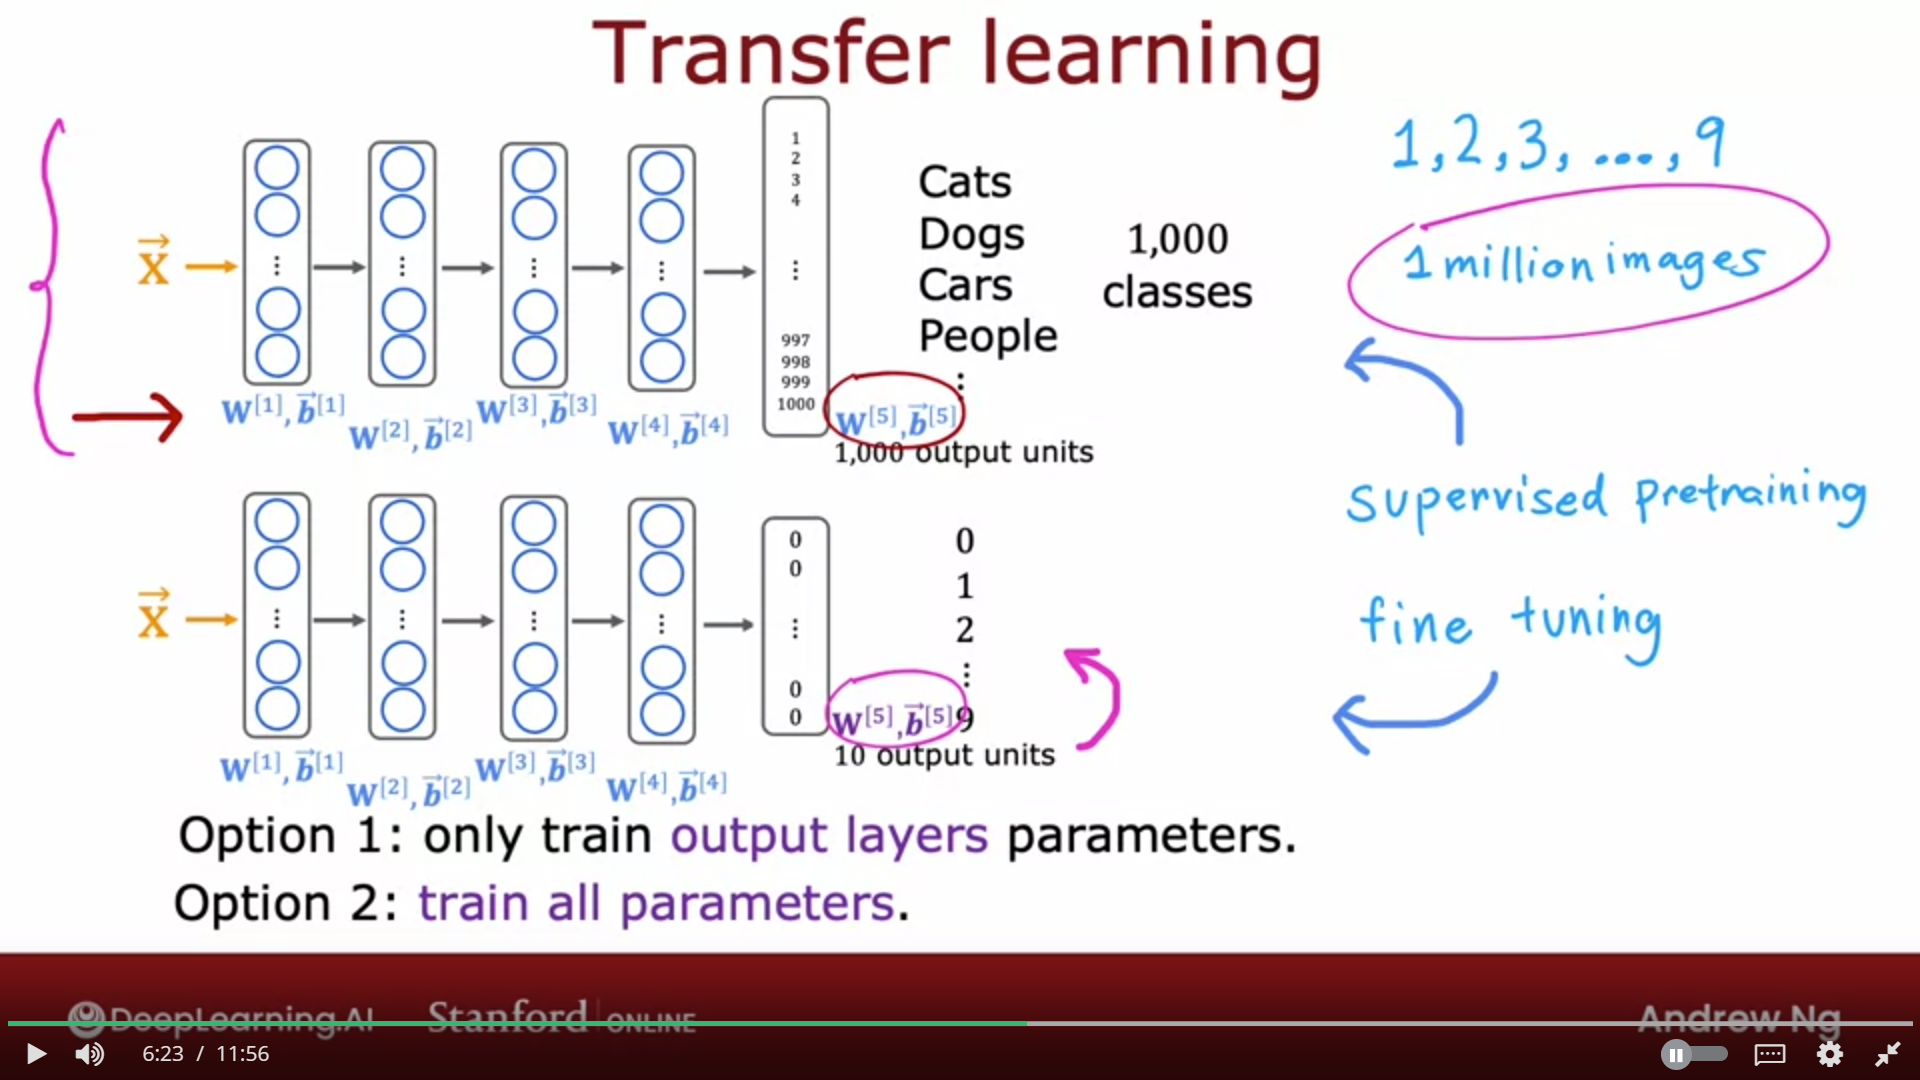 Transfer learning
1, 2, 3, ..., 9
1 million images
x
1
2
3
4
⋮
997
998
999
1000
Cats
Dogs
Cars
People
⋮
1,000
classes
W[1], b[1]
W[2], b[2]
W[3], b[3]
W[4], b[4]
W[5], b[5]
1,000 output units
supervised pretraining
fine tuning
x
0
0
⋮
0
0
0
1
2
⋮
9
W[1], b[1]
W[2], b[2]
W[3], b[3]
W[4], b[4]
W[5], b[5]
10 output units
Option 1: only train output layers parameters.
Option 2: train all parameters.
DeepLearning.AI Stanford | ONLINE Andrew Ng
6:23 / 11:56